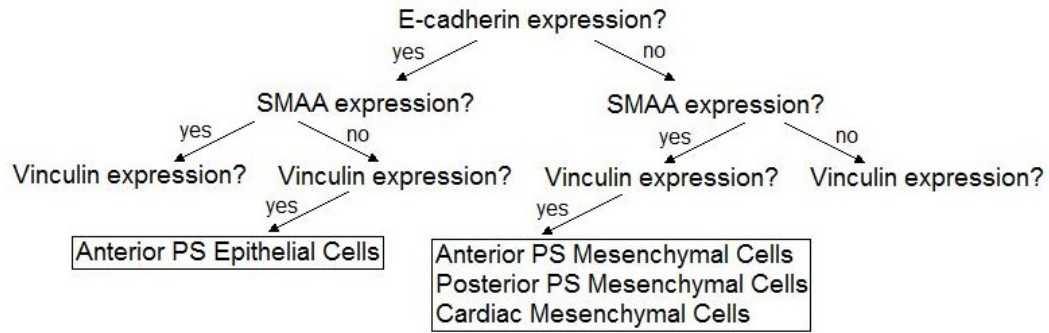 E-cadherin expression?
yes
no
SMAA expression?
SMAA expression?
yes
no
yes
no
Vinculin expression?
Vinculin expression?
Vinculin expression?
Vinculin expression?
yes
yes
Anterior PS Epithelial Cells
Anterior PS Mesenchymal Cells
Posterior PS Mesenchymal Cells
Cardiac Mesenchymal Cells